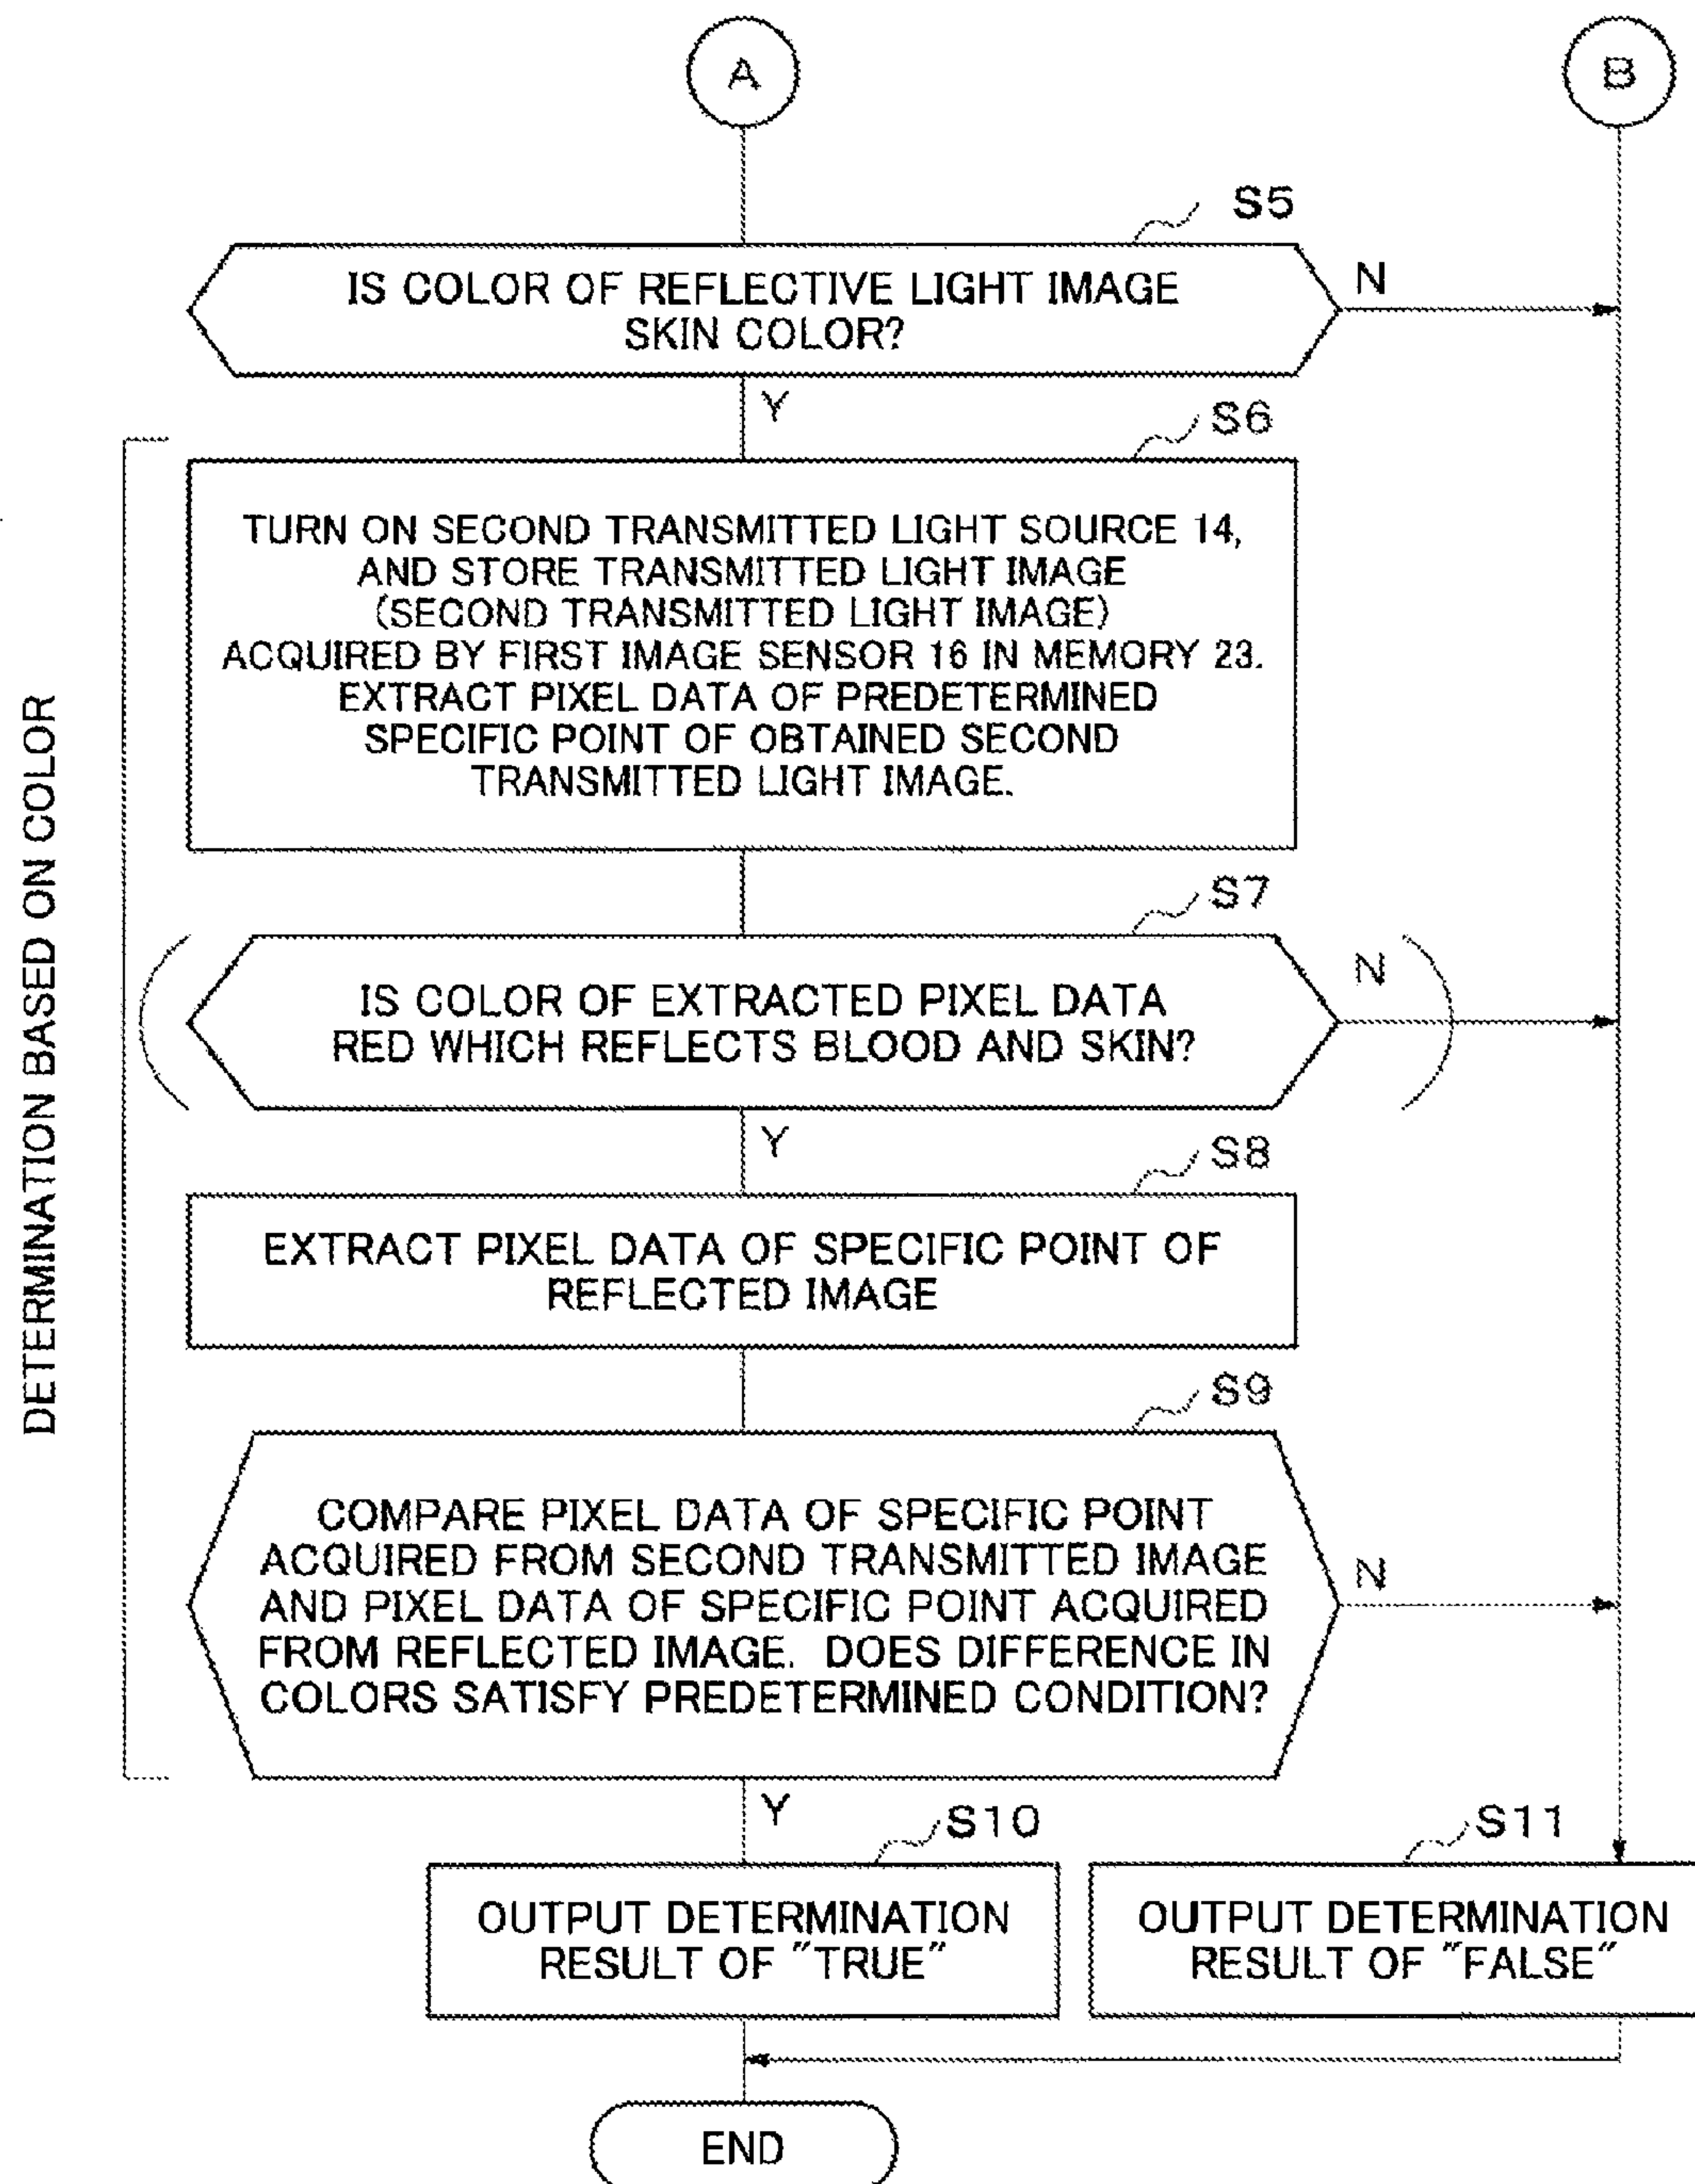 A
B
S5
IS COLOR OF REFLECTIVE LIGHT IMAGE
SKIN COLOR?
N
Y
S6
TURN ON SECOND TRANSMITTED LIGHT SOURCE 14,
AND STORE TRANSMITTED LIGHT IMAGE
(SECOND TRANSMITTED LIGHT IMAGE)
ACQUIRED BY FIRST IMAGE SENSOR 16 IN MEMORY 23.
EXTRACT PIXEL DATA OF PREDETERMINED
SPECIFIC POINT OF OBTAINED SECOND
TRANSMITTED LIGHT IMAGE.
DETERMINATION BASED ON COLOR
S7
IS COLOR OF EXTRACTED PIXEL DATA
RED WHICH REFLECTS BLOOD AND SKIN?
N
Y
S8
EXTRACT PIXEL DATA OF SPECIFIC POINT OF
REFLECTED IMAGE
S9
COMPARE PIXEL DATA OF SPECIFIC POINT
ACQUIRED FROM SECOND TRANSMITTED IMAGE
AND PIXEL DATA OF SPECIFIC POINT ACQUIRED
FROM REFLECTED IMAGE. DOES DIFFERENCE IN
COLORS SATISFY PREDETERMINED CONDITION?
N
Y
S10
OUTPUT DETERMINATION
RESULT OF "TRUE"
S11
OUTPUT DETERMINATION
RESULT OF "FALSE"
END